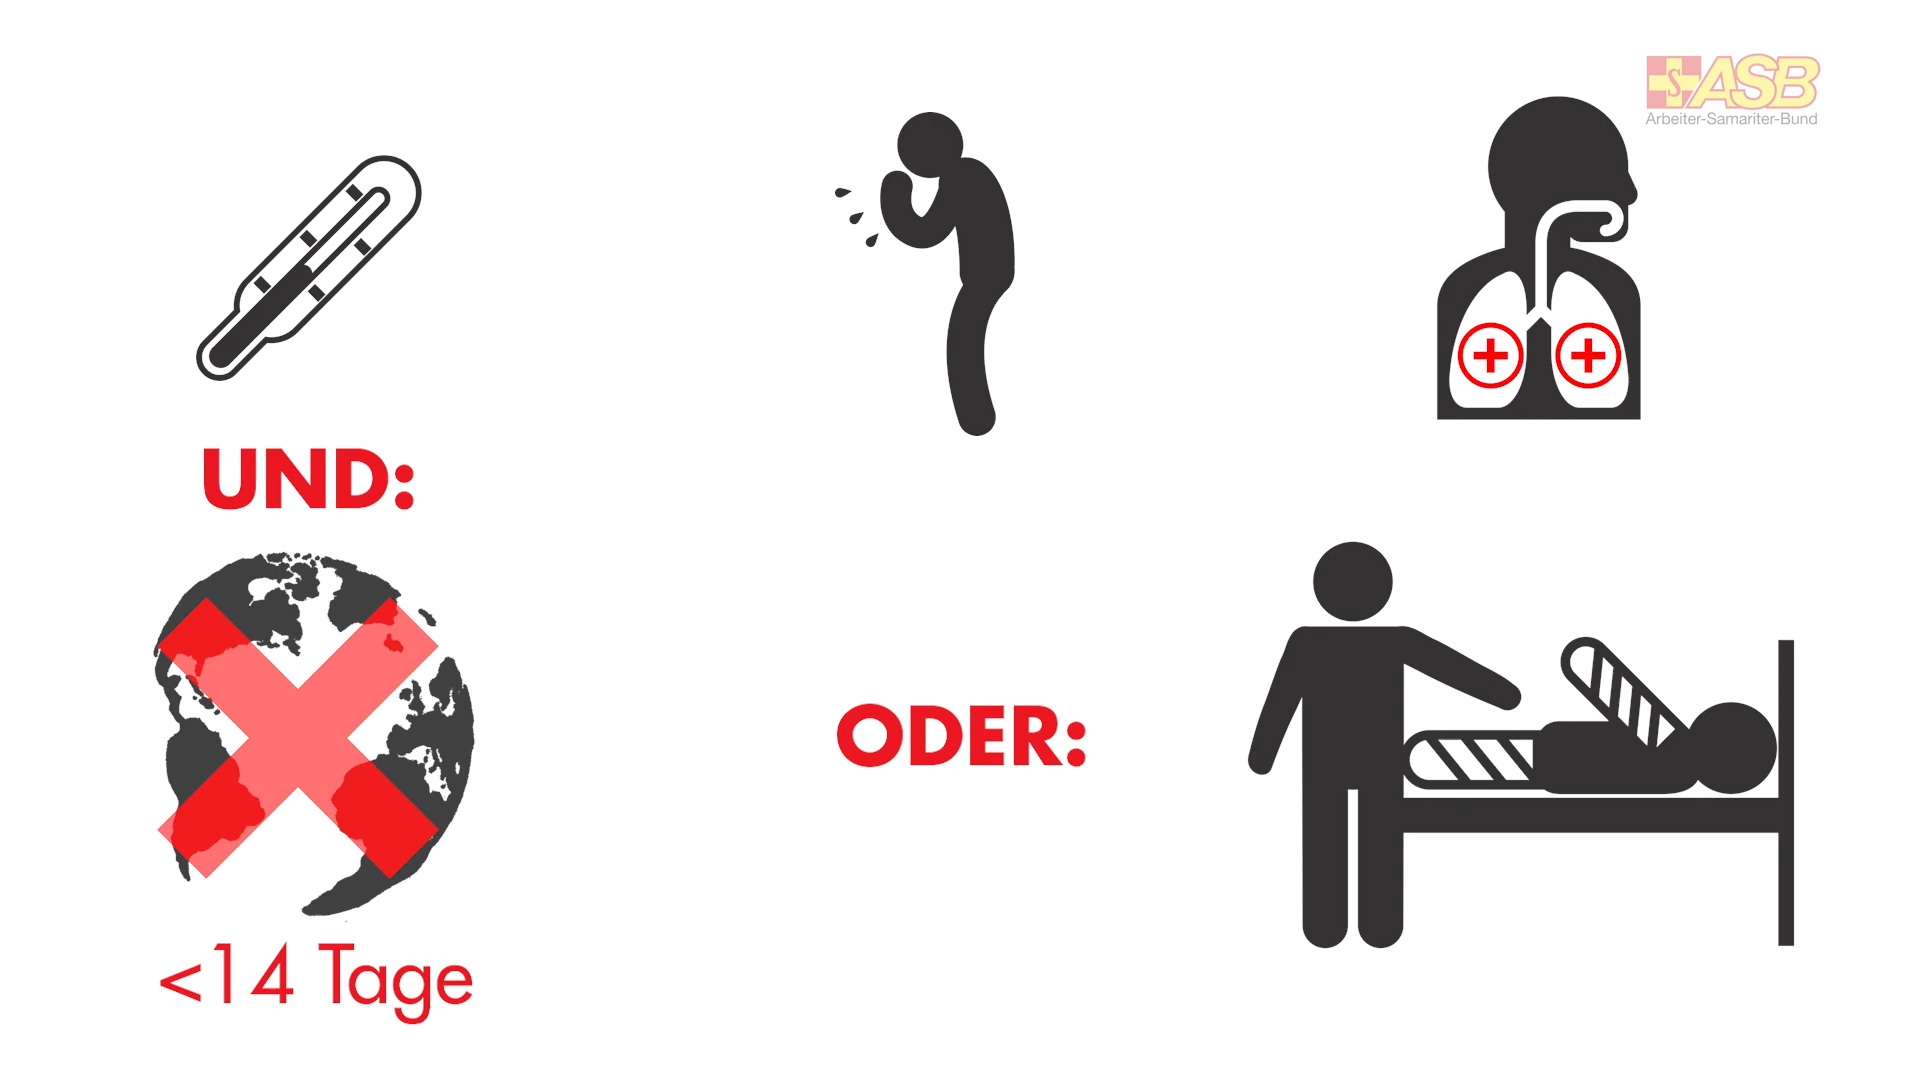 ASB
Arbeiter-Samariter-Bund
UND:
ODER:
<14 Tage